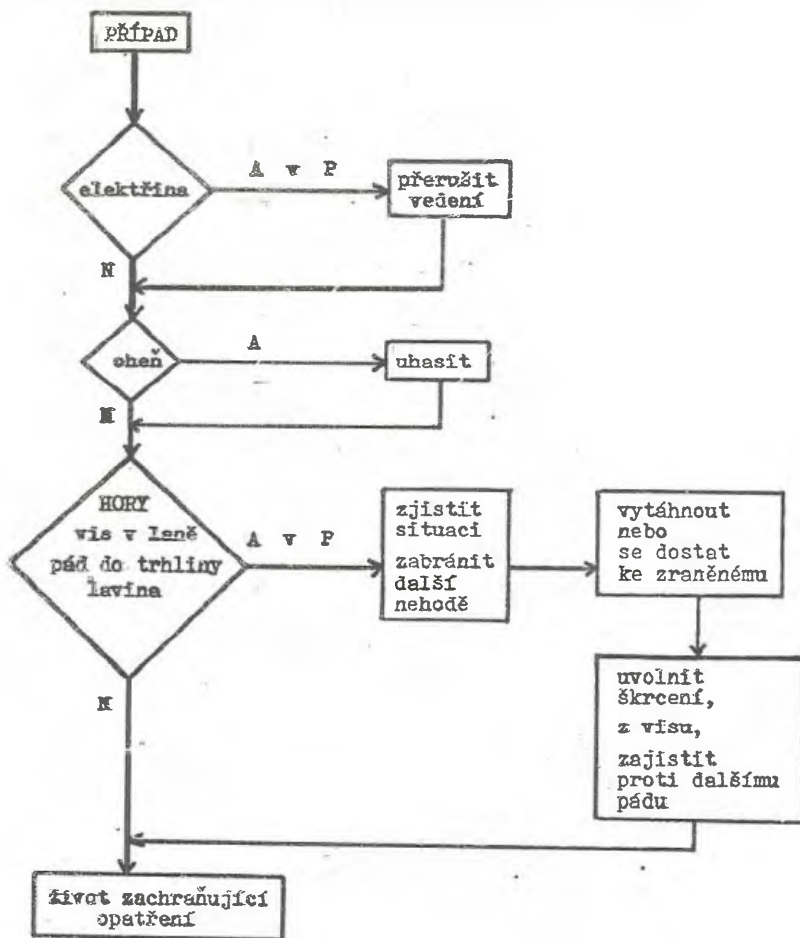 PŘÍPAD
elektřina
A v P
přerušit
vedení
N
oheň
A
uhasit
N
HORY
vis v laně
pád do trhliny
lavina
A v P
zjistit
situaci
zabránit
další
nehodě
vytáhnout
nebo
se dostat
ke zraněnému
uvolnit
škrcení,
z visu,
zajistit
proti dalšímu
pádu
N
život zachraňující
opatření